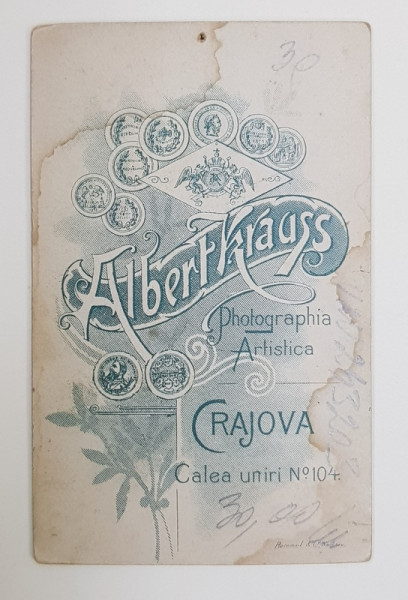 30
Albert Krauss
Photographia
Artistica
CRAJOVA
Calea uniri No 104.
30,00